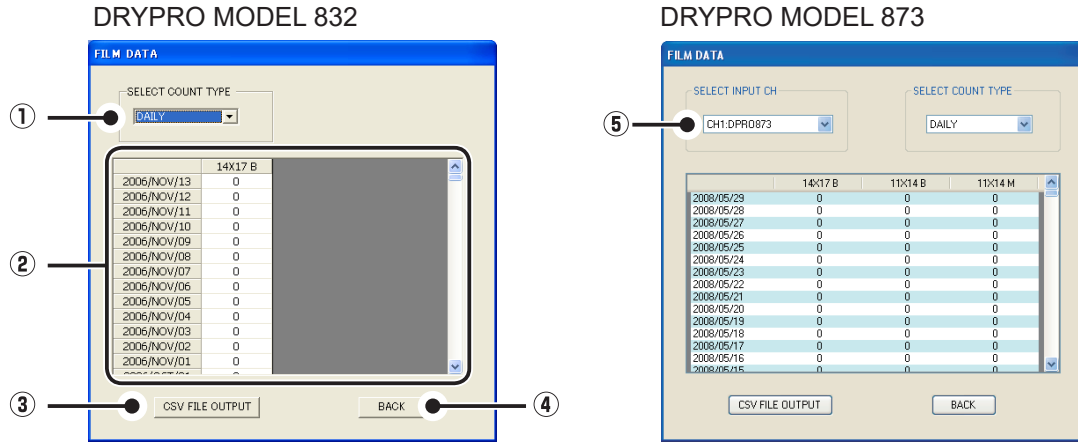 DRYPRO MODEL 832
FILM DATA
① SELECT COUNT TYPE
DAILY
②
14X17 B
2006/NOV/13 0
2006/NOV/12 0
2006/NOV/11 0
2006/NOV/10 0
2006/NOV/09 0
2006/NOV/08 0
2006/NOV/07 0
2006/NOV/06 0
2006/NOV/05 0
2006/NOV/04 0
2006/NOV/03 0
2006/NOV/02 0
2006/NOV/01 0
③ CSV FILE OUTPUT BACK ④
DRYPRO MODEL 873
FILM DATA
SELECT INPUT CH SELECT COUNT TYPE
⑤ CH1:DPRO873 DAILY
14X17 B 11X14 B 11X14 M
2008/05/29 0 0 0
2008/05/28 0 0 0
2008/05/27 0 0 0
2008/05/26 0 0 0
2008/05/25 0 0 0
2008/05/24 0 0 0
2008/05/23 0 0 0
2008/05/22 0 0 0
2008/05/21 0 0 0
2008/05/20 0 0 0
2008/05/19 0 0 0
2008/05/18 0 0 0
2008/05/17 0 0 0
2008/05/16 0 0 0
2008/05/15 0 0 0
CSV FILE OUTPUT BACK